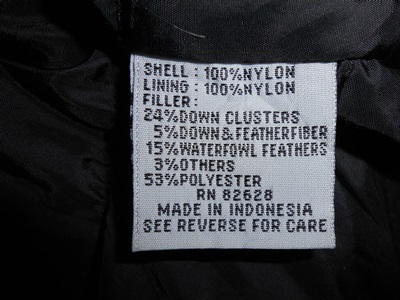 SHELL : 100%NYLON
LINING : 100%NYLON
FILLER :
24%DOWN CLUSTERS
5%DOWN&FEATHERFIBER
15%WATERFOWL FEATHERS
3%OTHERS
53%POLYESTER
RN 82628
MADE IN INDONESIA
SEE REVERSE FOR CARE